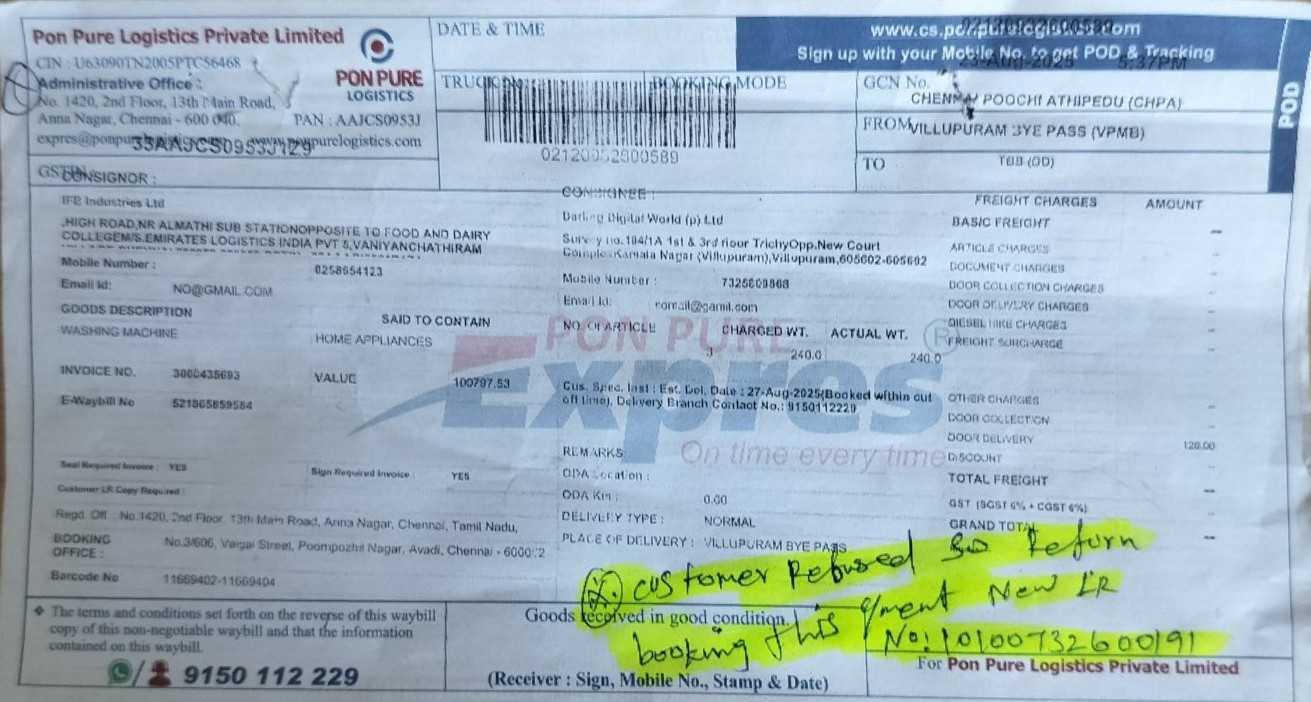 Pon Pure Logistics Private Limited
CIN : U63090TN2005PTC56468
Administrative Office :
No. 1420, 2nd Floor, 13th Main Road,
Anna Nagar, Chennai - 600 040.
PAN : AAJCS0953J
PON PURE
LOGISTICS
33AAJCS0953J1Z9
GSTIN
DATE & TIME
TRUCK
BOOKING MODE
02120052600589
www.cs.ponpurelogistics.com
Sign up with your Mobile No. to get POD & Tracking
23-Aug-2025 5:37PM
GCN No.
CHENNAI POOCHI ATHIPEDU (CHPA)
FROM VILLUPURAM BYE PASS (VPMB)
TO TBB (GD)
POD
CONSIGNOR :
IFB Industries Ltd
,HIGH ROAD,NR ALMATHI SUB STATIONOPPOSITE TO FOOD AND DAIRY
COLLEGEM/S.EMIRATES LOGISTICS INDIA PVT 5,VANIYANCHATHIRAM
Mobile Number : 0258654123
Email Id: NO@GMAIL.COM
GOODS DESCRIPTION SAID TO CONTAIN
WASHING MACHINE HOME APPLIANCES
INVOICE NO. 3000435693 VALUE 100797.53
E-Waybill No 521865859584
Seal Required Invoice : YES Sign Required Invoice : YES
Customer LR Copy Required :
Regd. Off : No.1420, 2nd Floor, 13th Main Road, Anna Nagar, Chennai, Tamil Nadu,
BOOKING OFFICE : No.3/606, Vaigai Street, Poompozhil Nagar, Avadi, Chennai -
Barcode No 11669402-11669404
CONSIGNEE :
Darling Digital World (p) Ltd
Survey no.184/1A 1st & 3rd floor TrichyOpp.New Court
Complex Kamala Nagar (Villupuram),Villupuram,605602-605602
Mobile Number : 7325809868
Email Id: nomail@gamil.com
NO. OF ARTICLE CHARGED WT. ACTUAL WT.
3 240.0 240.0
Cus. Spec. Inst : Est. Del. Date : 27-Aug-2025(Booked within cut
off time), Delivery Branch Contact No.: 9150112229
REMARKS
ODA Location :
ODA Km : 0.00
DELIVERY TYPE : NORMAL
PLACE OF DELIVERY : VILLUPURAM BYE PASS
PON PURE
Expres
On time every time
FREIGHT CHARGES AMOUNT
BASIC FREIGHT
ARTICLE CHARGES
DOCUMENT CHARGES
DOOR COLLECTION CHARGES
DOOR DELIVERY CHARGES
DIESEL HIKE CHARGES
FREIGHT SURCHARGE
OTHER CHARGES
DOOR COLLECTION
DOOR DELIVERY 120.00
DISCOUNT
TOTAL FREIGHT
GST (SGST 6% + CGST 6%)
GRAND TOTAL
customer Refused so Return
booking this c/ment New LR
No: 10100732600191
❖ The terms and conditions set forth on the reverse of this waybill
copy of this non-negotiable waybill and that the information
contained on this waybill.
9150 112 229
Goods received in good condition.
(Receiver : Sign, Mobile No., Stamp & Date)
For Pon Pure Logistics Private Limited